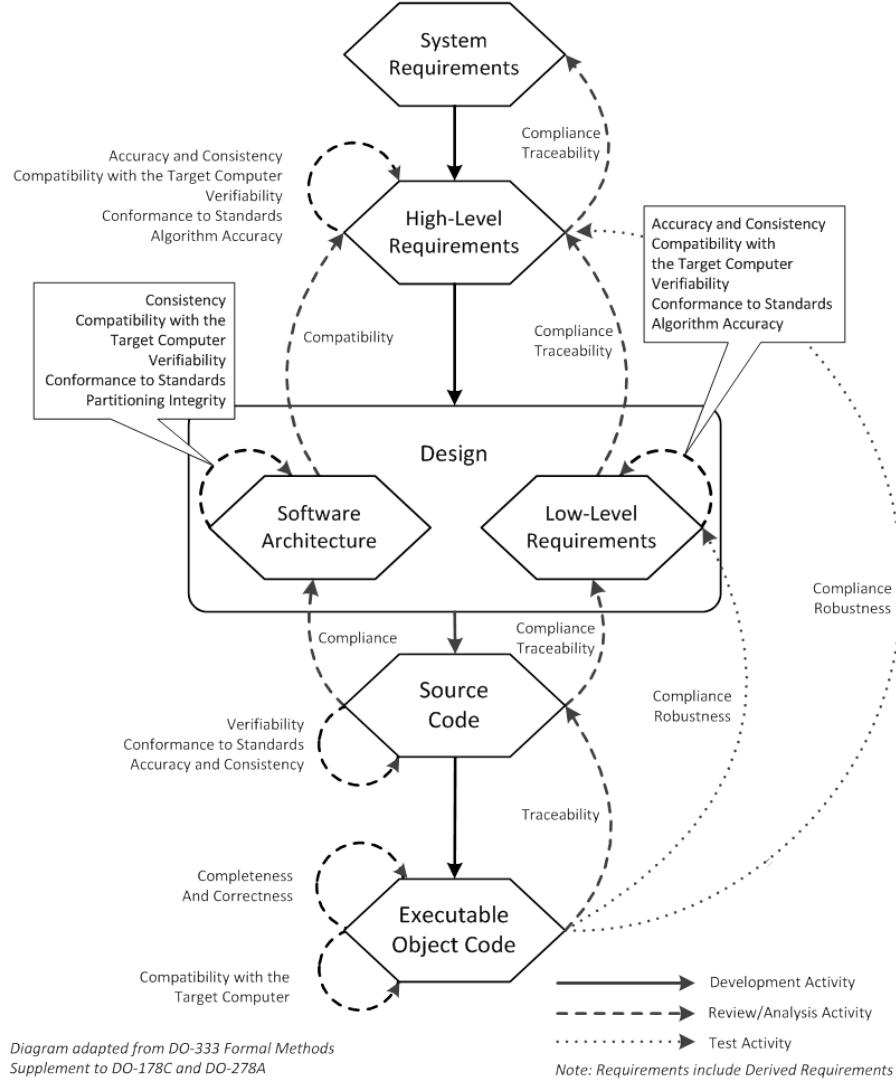 System
Requirements
Compliance
Traceability
Accuracy and Consistency
Compatibility with the Target Computer
Verifiability
Conformance to Standards
Algorithm Accuracy
High-Level
Requirements
Accuracy and Consistency
Compatibility with
the Target Computer
Verifiability
Conformance to Standards
Algorithm Accuracy
Consistency
Compatibility with the
Target Computer
Verifiability
Conformance to Standards
Partitioning Integrity
Compatibility
Compliance
Traceability
Design
Software
Architecture
Low-Level
Requirements
Compliance
Robustness
Compliance
Compliance
Traceability
Source
Code
Compliance
Robustness
Verifiability
Conformance to Standards
Accuracy and Consistency
Traceability
Completeness
And Correctness
Executable
Object Code
Compatibility with the
Target Computer
Development Activity
Review/Analysis Activity
Test Activity
Diagram adapted from DO-333 Formal Methods
Supplement to DO-178C and DO-278A
Note: Requirements include Derived Requirements